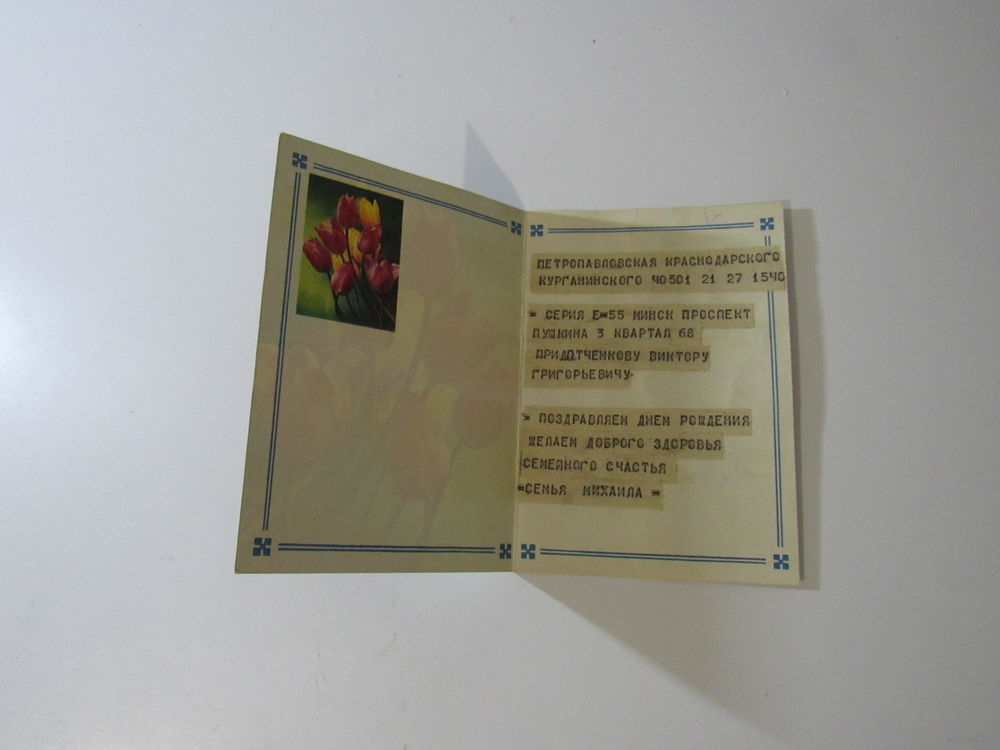 ПЕТРОПАВЛОВСКАЯ КРАСНОДАРСКОГО
КУРГАНИНСКОГО 40501 21 27 1540
= СЕРИЯ Е=55 МИНСК ПРОСПЕКТ
ПУШКИНА 3 КВАРТАЛ 68
ПРИДОТЧЕНКОВУ ВИКТОРУ
ГРИГОРЬЕВИЧУ-
= ПОЗДРАВЛЯЕМ ДНЕМ РОЖДЕНИЯ
ЖЕЛАЕМ ДОБРОГО ЗДОРОВЬЯ
СЕМЕЙНОГО СЧАСТЬЯ
=СЕМЬЯ МИХАИЛА =